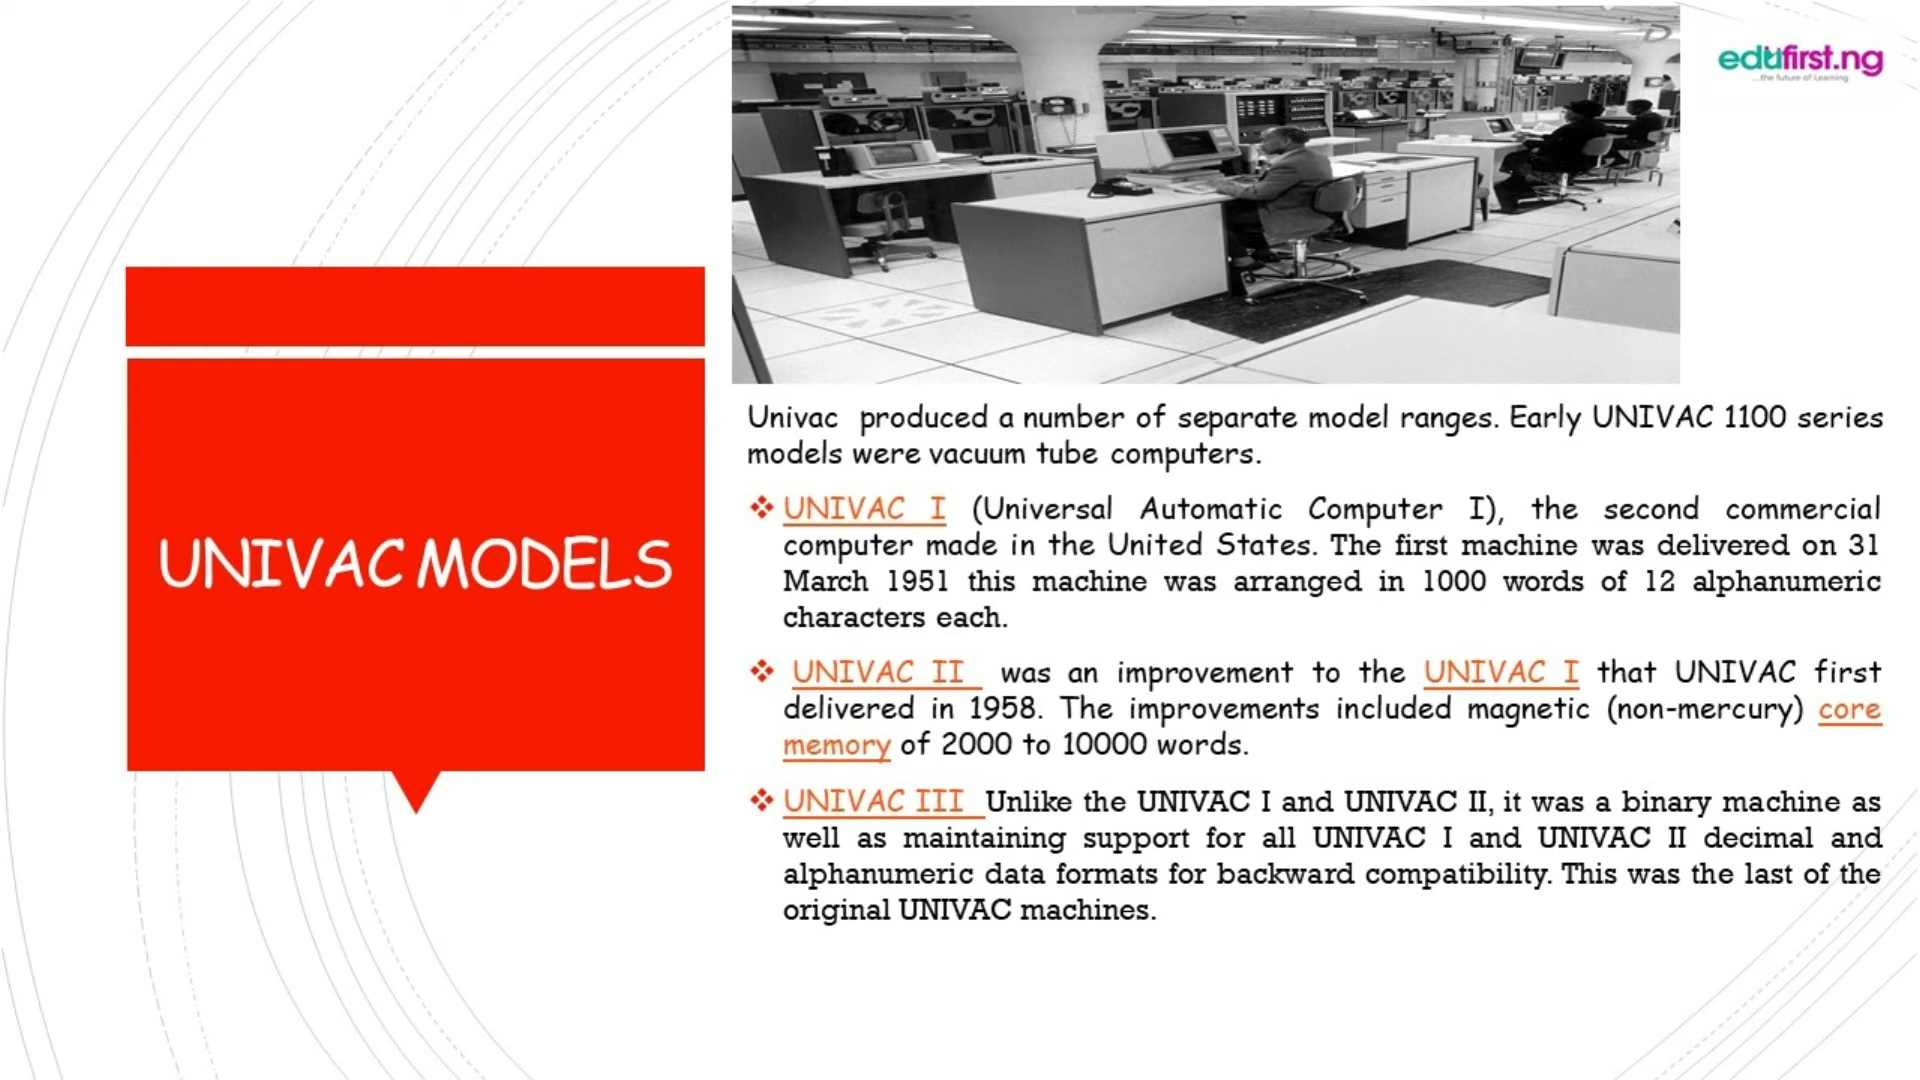 edufirst.ng
...the future of Learning
UNIVAC MODELS
Univac produced a number of separate model ranges. Early UNIVAC 1100 series
models were vacuum tube computers.
❖ UNIVAC I (Universal Automatic Computer I), the second commercial
computer made in the United States. The first machine was delivered on 31
March 1951 this machine was arranged in 1000 words of 12 alphanumeric
characters each.
❖ UNIVAC II was an improvement to the UNIVAC I that UNIVAC first
delivered in 1958. The improvements included magnetic (non-mercury) core
memory of 2000 to 10000 words.
❖ UNIVAC III Unlike the UNIVAC I and UNIVAC II, it was a binary machine as
well as maintaining support for all UNIVAC I and UNIVAC II decimal and
alphanumeric data formats for backward compatibility. This was the last of the
original UNIVAC machines.